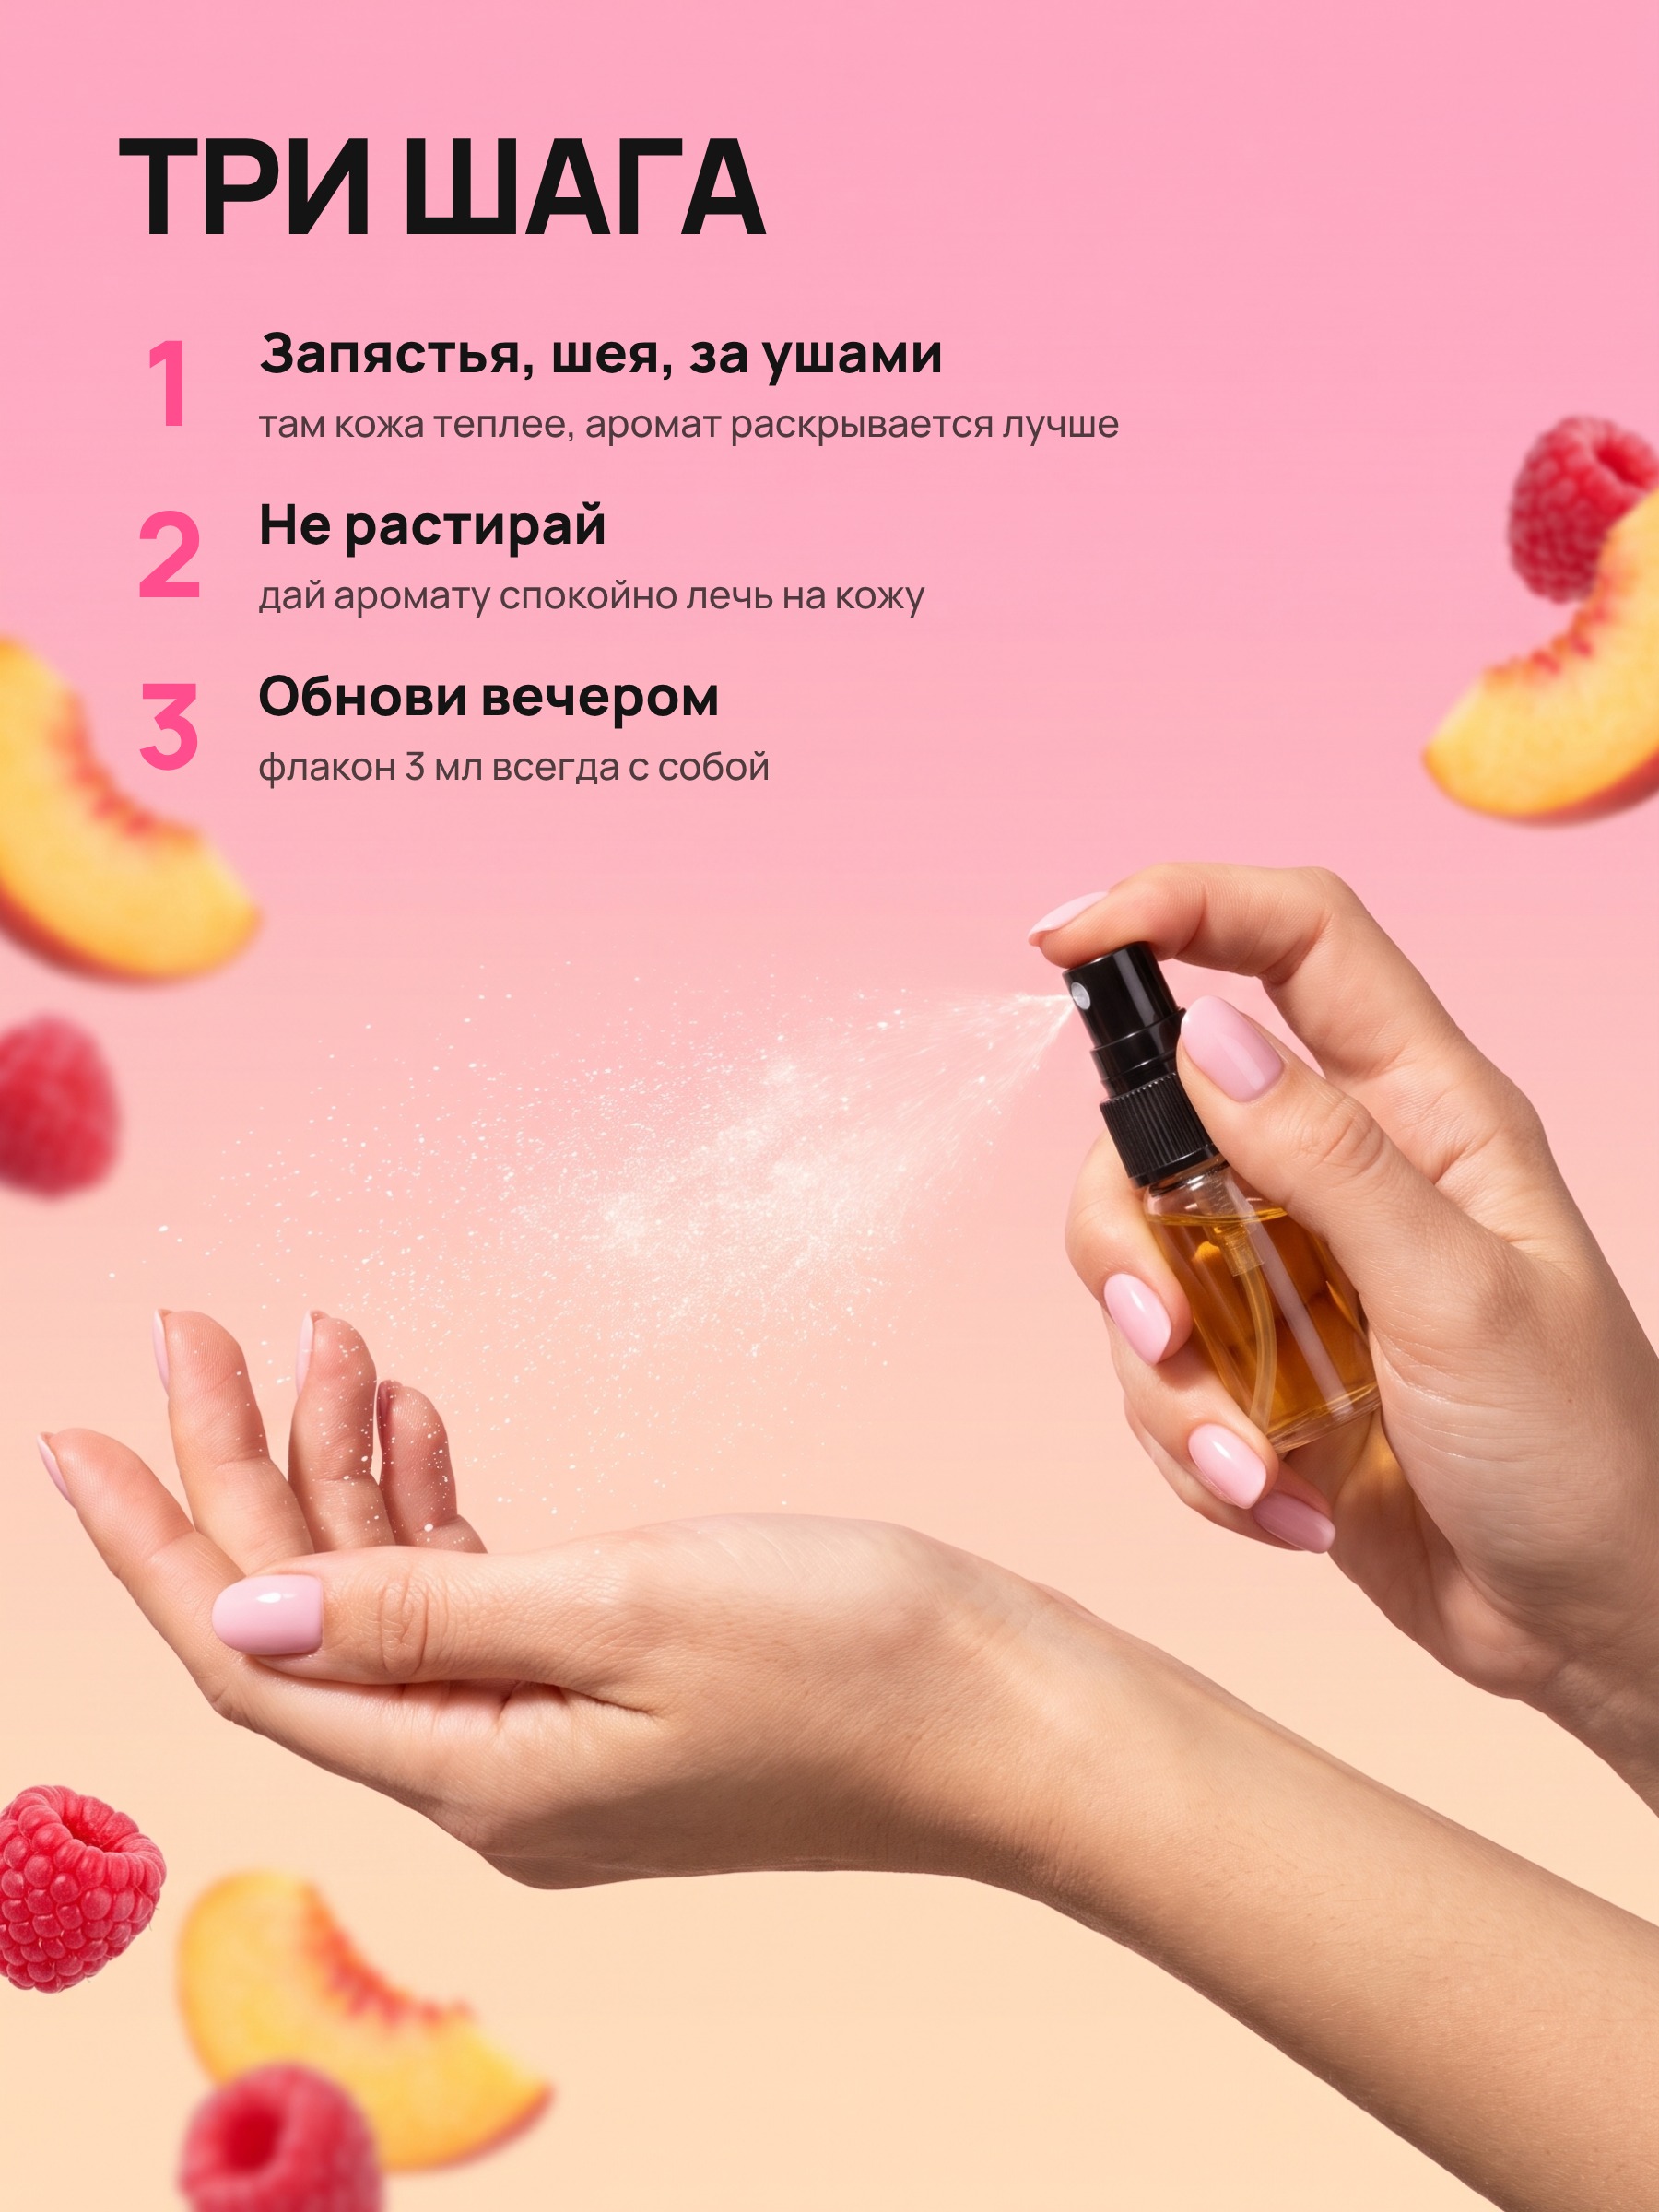 ТРИ ШАГА
1
Запястья, шея, за ушами
там кожа теплее, аромат раскрывается лучше
2
Не растирай
дай аромату спокойно лечь на кожу
3
Обнови вечером
флакон 3 мл всегда с собой